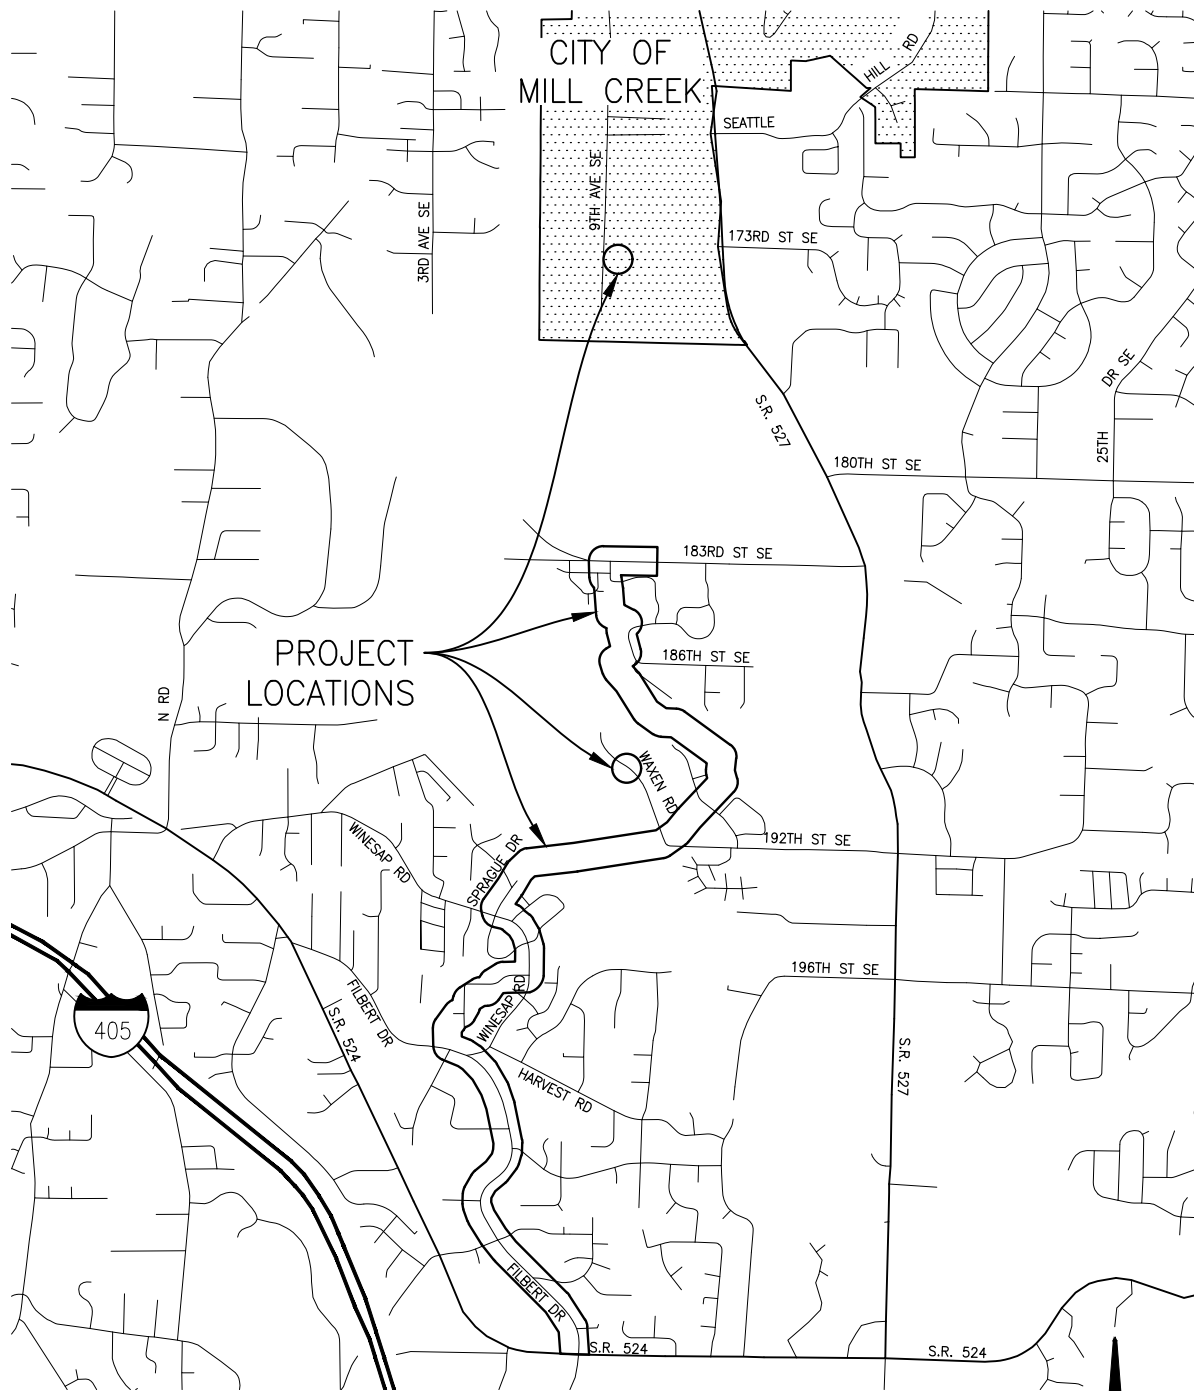 CITY OF
MILL CREEK
HILL RD
SEATTLE
9TH AVE SE
3RD AVE SE
173RD ST SE
DR SE
S.R. 527
25TH
180TH ST SE
183RD ST SE
PROJECT
LOCATIONS
186TH ST SE
N RD
WAXEN RD
WINESAP RD
SPRAGUE DR
192TH ST SE
196TH ST SE
FILBERT DR
S.R. 524
WINESAP RD
405
HARVEST RD
S.R. 527
FILBERT DR
S.R. 524
S.R. 524